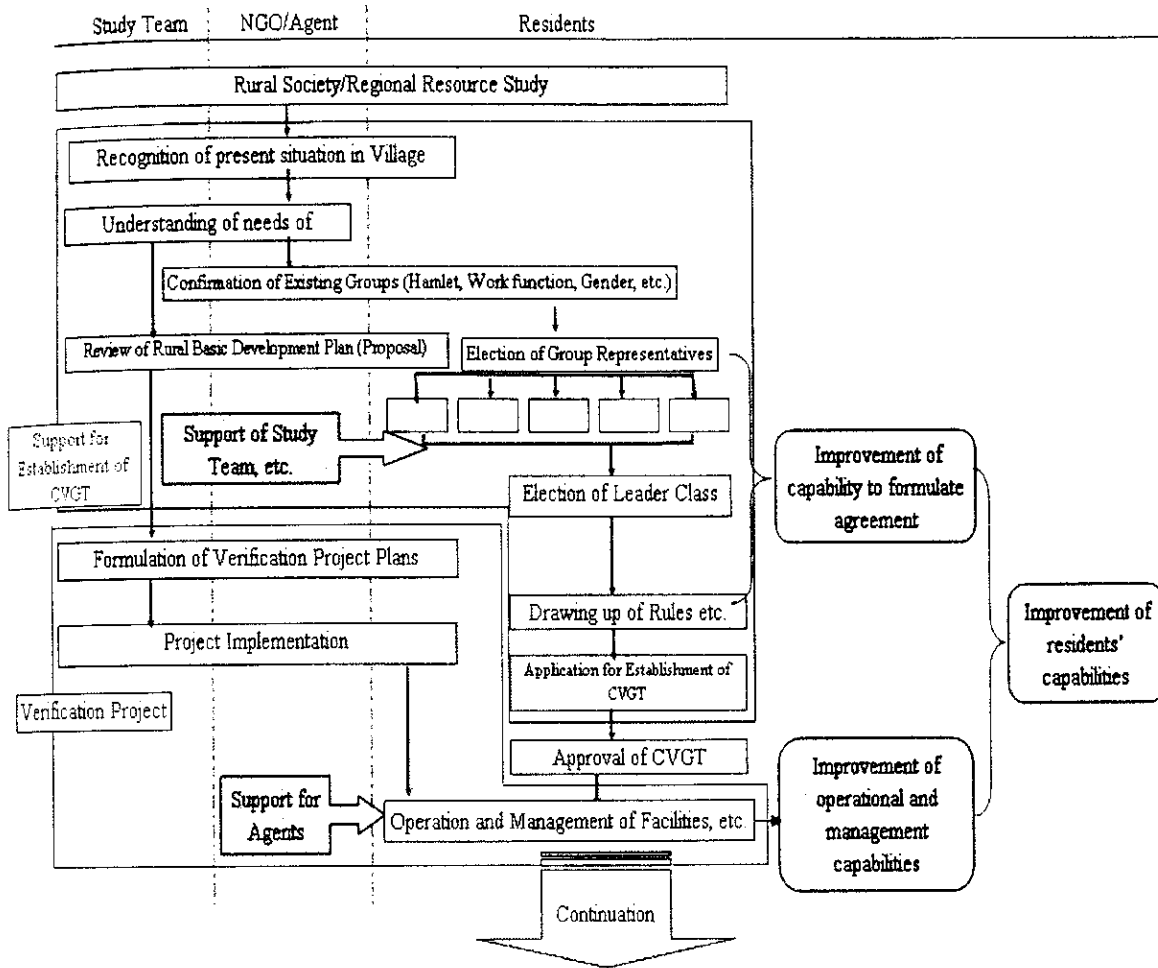 Study Team
NGO/Agent
Residents
Rural Society/Regional Resource Study
Recognition of present situation in Village
Understanding of needs of
Confirmation of Existing Groups (Hamlet, Work function, Gender, etc.)
Review of Rural Basic Development Plan (Proposal)
Election of Group Representatives
Support for
Establishment of
CVGT
Support of Study
Team, etc.
Election of Leader Class
Improvement of
capability to formulate
agreement
Formulation of Verification Project Plans
Drawing up of Rules etc.
Project Implementation
Improvement of
residents'
capabilities
Application for Establishment of
CVGT
Verification Project
Approval of CVGT
Support for
Agents
Operation and Management of Facilities, etc.
Improvement of
operational and
management
capabilities
Continuation